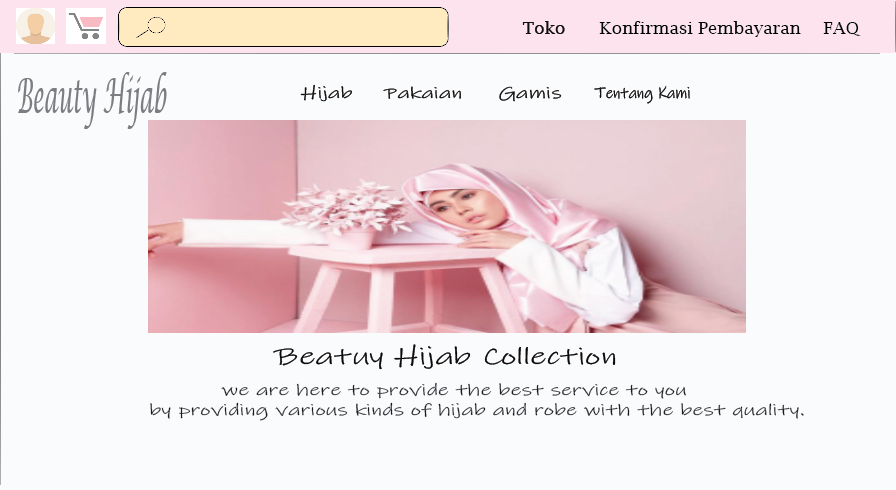 Toko Konfirmasi Pembayaran FAQ
Beauty Hijab
Hijab Pakaian Gamis Tentang Kami
Beatuy Hijab Collection
we are here to provide the best service to you
by providing various kinds of hijab and robe with the best quality.